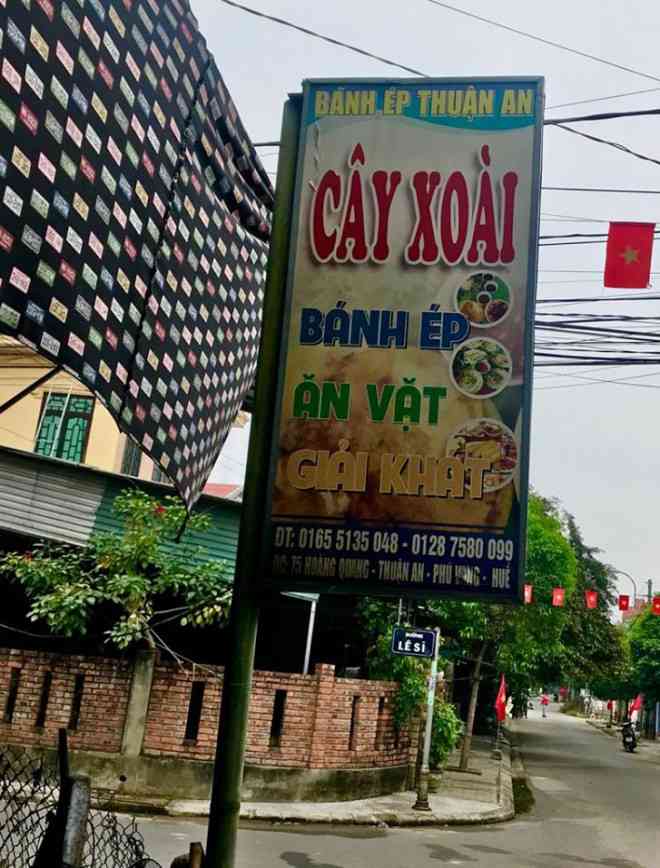 BÁNH ÉP THUẬN AN
CÂY XOÀI
BÁNH ÉP
ĂN VẶT
GIẢI KHÁT
ĐT: 0165 5135 048 - 0128 7580 099
ĐC: 75 HOÀNG QUANG - THUẬN AN - PHÚ VANG - HUẾ
ĐƯỜNG
LÊ SĨ